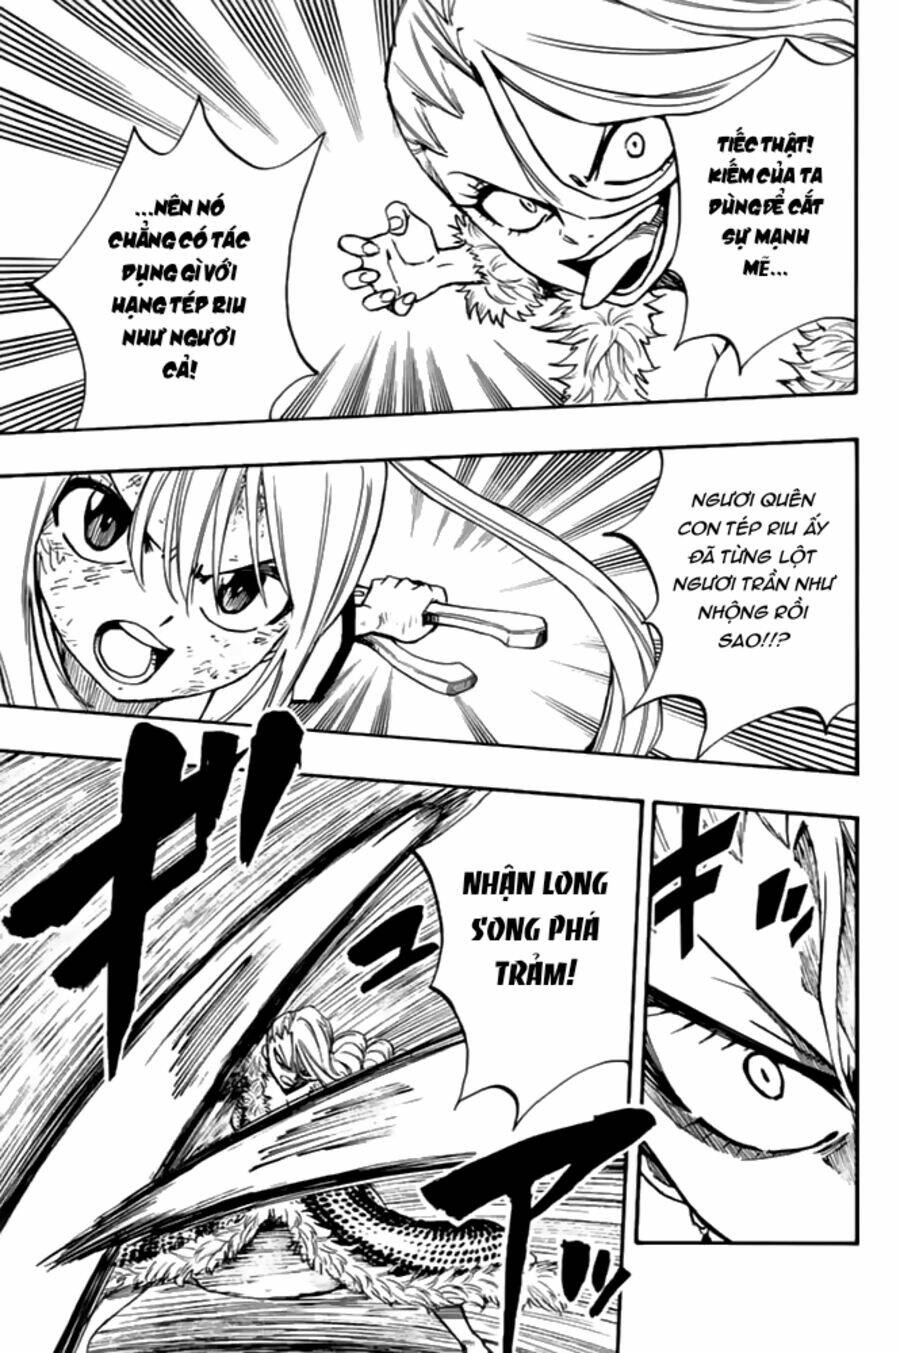 TIẾC THẬT!
KIẾM CỦA TA
DÙNG ĐỂ CẮT
SỰ MẠNH
MẼ...
...NÊN NÓ
CHẲNG CÓ TÁC
DỤNG GÌ VỚI
HẠNG TÉP RIU
NHƯ NGƯƠI
CẢ!
NGƯƠI QUÊN
CON TÉP RIU ẤY
ĐÃ TỪNG LỘT
NGƯƠI TRẦN NHƯ
NHỘNG RỒI
SAO!!?
ギッ
NHẬN LONG
SONG PHÁ
TRẢM!
ギュアッ